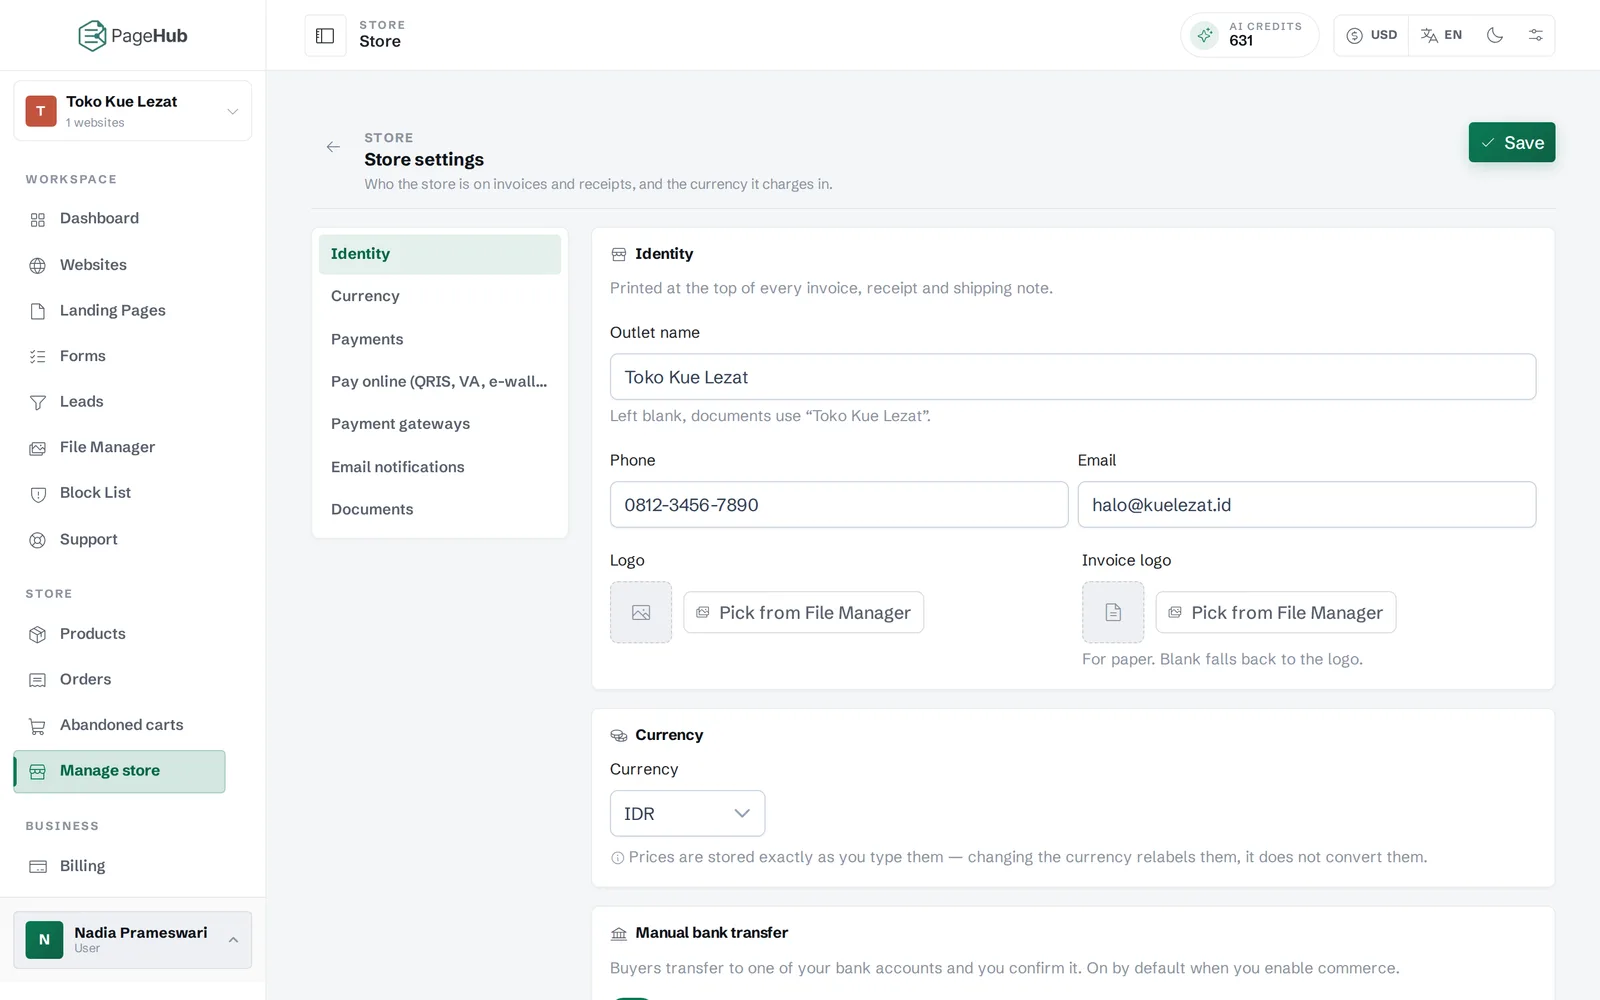 PageHub
STORE
Store
AI CREDITS
631
USD
EN
T
Toko Kue Lezat
1 websites
WORKSPACE
Dashboard
Websites
Landing Pages
Forms
Leads
File Manager
Block List
Support
STORE
Products
Orders
Abandoned carts
Manage store
BUSINESS
Billing
N
Nadia Prameswari
User
STORE
Store settings
Who the store is on invoices and receipts, and the currency it charges in.
Save
Identity
Currency
Payments
Pay online (QRIS, VA, e-wall...
Payment gateways
Email notifications
Documents
Identity
Printed at the top of every invoice, receipt and shipping note.
Outlet name
Toko Kue Lezat
Left blank, documents use “Toko Kue Lezat”.
Phone
Email
0812-3456-7890
halo@kuelezat.id
Logo
Invoice logo
Pick from File Manager
Pick from File Manager
For paper. Blank falls back to the logo.
Currency
Currency
IDR
Prices are stored exactly as you type them — changing the currency relabels them, it does not convert them.
Manual bank transfer
Buyers transfer to one of your bank accounts and you confirm it. On by default when you enable commerce.